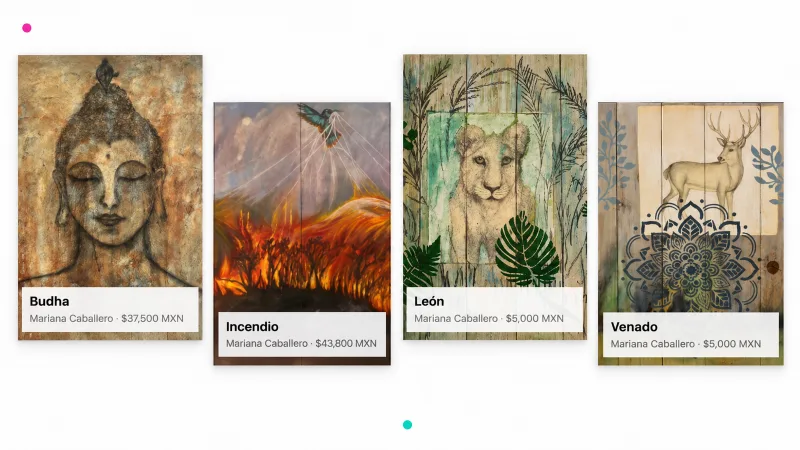 Budha
Mariana Caballero · $37,500 MXN
Incendio
Mariana Caballero · $43,800 MXN
León
Mariana Caballero · $5,000 MXN
Venado
Mariana Caballero · $5,000 MXN